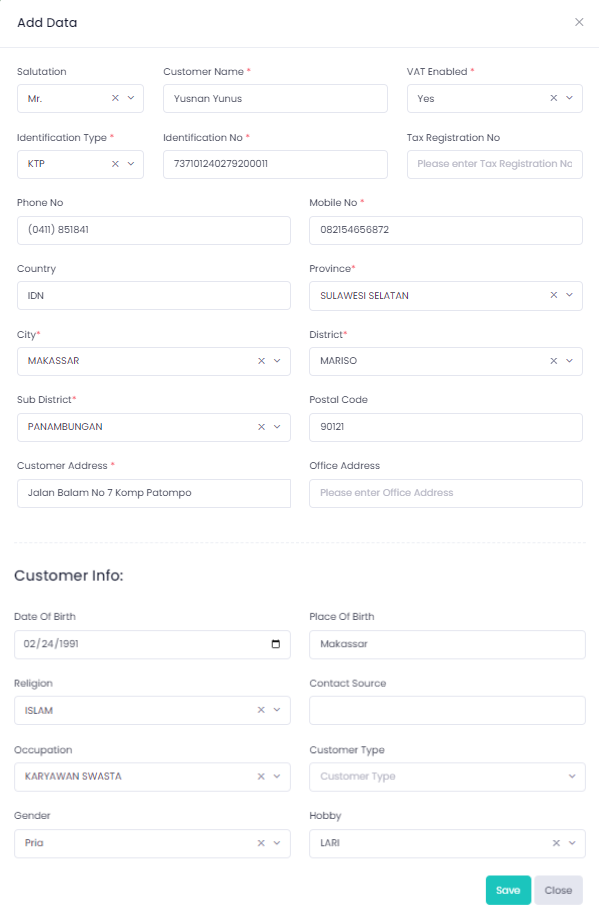 Add Data
Salutation Customer Name * VAT Enabled *
Mr. Yusnan Yunus Yes
Identification Type * Identification No * Tax Registration No
KTP 737101240279200011 Please enter Tax Registration No
Phone No Mobile No *
(0411) 851841 082154656872
Country Province*
IDN SULAWESI SELATAN
City* District*
MAKASSAR MARISO
Sub District* Postal Code
PANAMBUNGAN 90121
Customer Address * Office Address
Jalan Balam No 7 Komp Patompo Please enter Office Address
Customer Info:
Date Of Birth Place Of Birth
02/24/1991 Makassar
Religion Contact Source
ISLAM
Occupation Customer Type
KARYAWAN SWASTA Customer Type
Gender Hobby
Pria LARI
Save Close